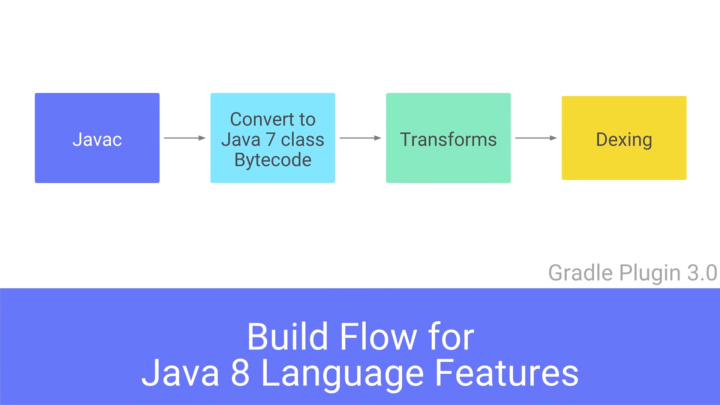 Javac
Convert to
Java 7 class
Bytecode
Transforms
Dexing
Gradle Plugin 3.0
Build Flow for
Java 8 Language Features